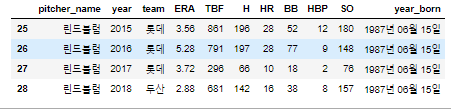 pitcher_name year team ERA TBF H HR BB HBP SO year_born
25 린드블럼 2015 롯데 3.56 861 196 28 52 12 180 1987년 06월 15일
26 린드블럼 2016 롯데 5.28 791 197 28 77 9 148 1987년 06월 15일
27 린드블럼 2017 롯데 3.72 296 66 10 18 2 76 1987년 06월 15일
28 린드블럼 2018 두산 2.88 681 142 16 38 8 157 1987년 06월 15일